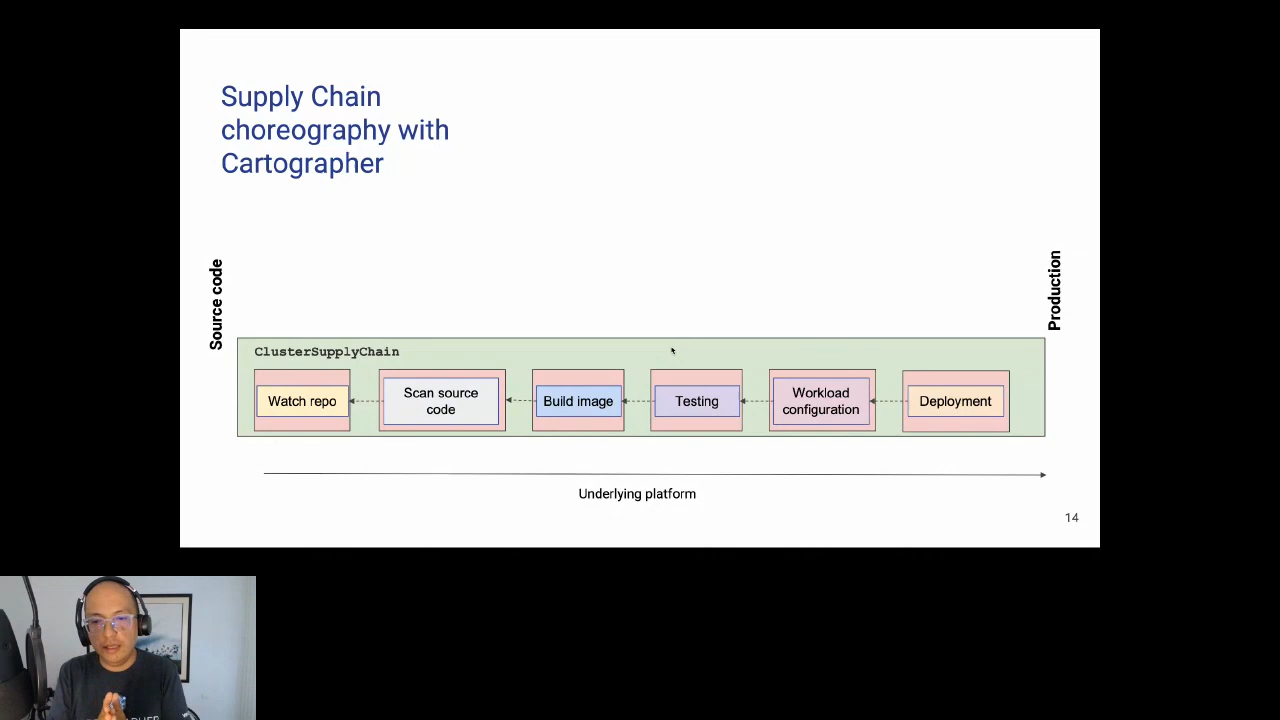 Supply Chain
choreography with
Cartographer
Source code
Production
ClusterSupplyChain
Watch repo
Scan source
code
Build image
Testing
Workload
configuration
Deployment
Underlying platform
14